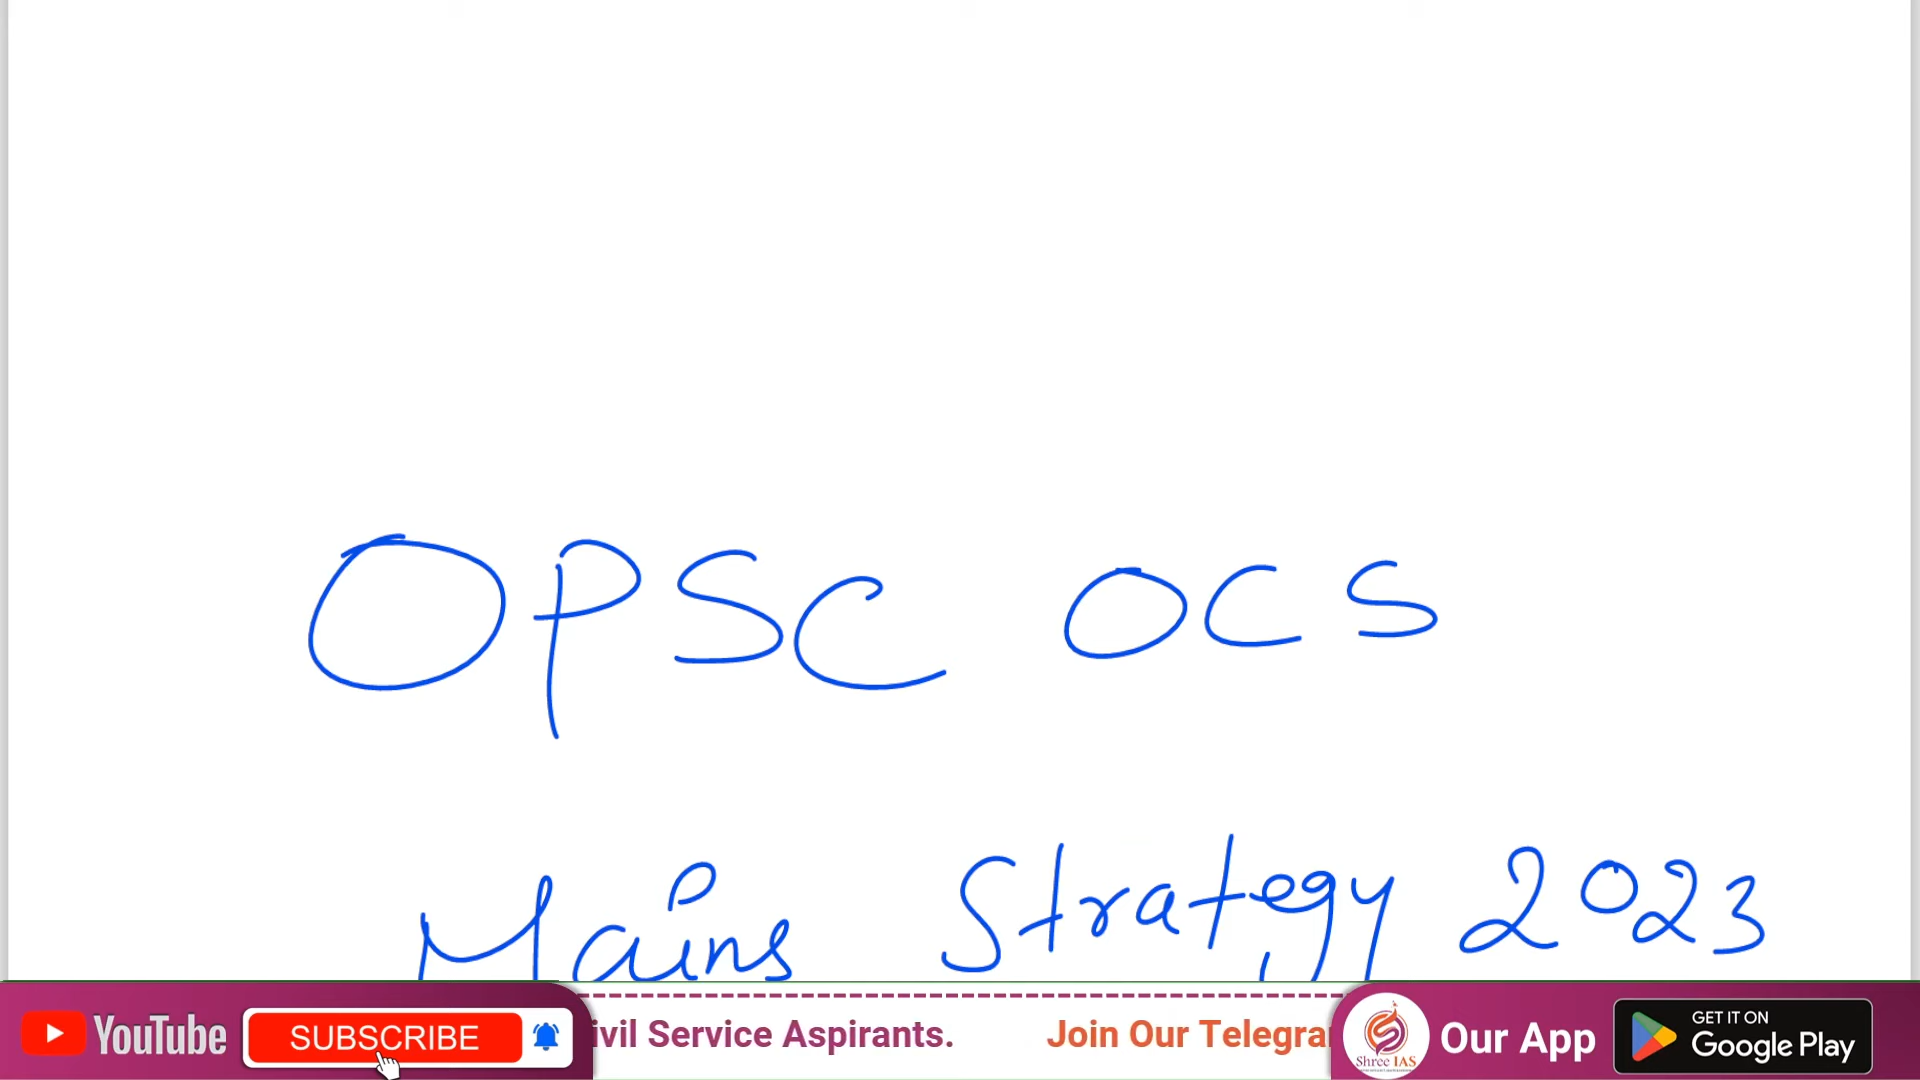 OPSC OCS
Mains Strategy 2023
YouTube SUBSCRIBE ivil Service Aspirants. Join Our Telegra Shree IAS Our App GET IT ON Google Play